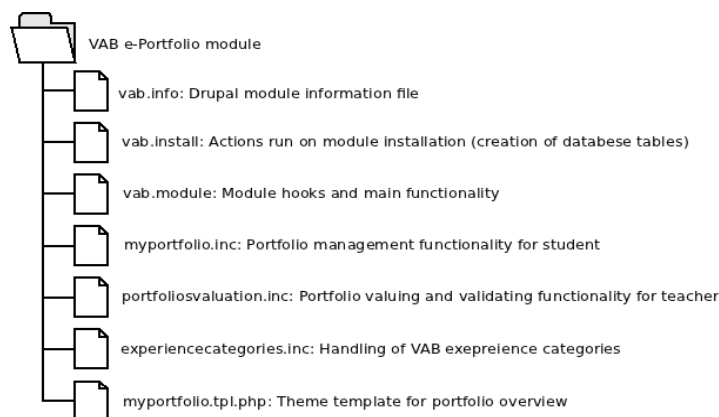 VAB e-Portfolio module
vab.info: Drupal module information file
vab.install: Actions run on module installation (creation of databese tables)
vab.module: Module hooks and main functionality
myportfolio.inc: Portfolio management functionality for student
portfoliosvaluation.inc: Portfolio valuing and validating functionality for teacher
experiencecategories.inc: Handling of VAB exepreience categories
myportfolio.tpl.php: Theme template for portfolio overview